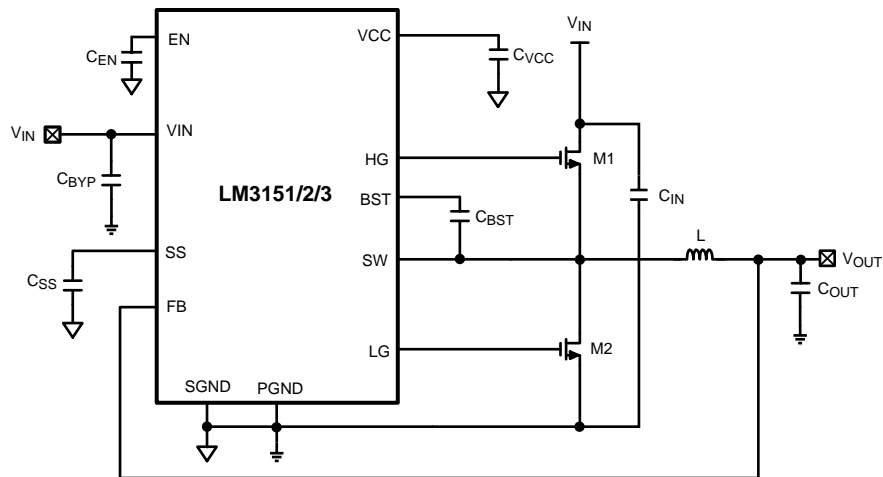 VIN
EN
VCC
CEN
CVCC
VIN
VIN
HG
M1
CBYP
LM3151/2/3
BST
CIN
CBST
L
SS
SW
VOUT
CSS
COUT
FB
LG
M2
SGND
PGND